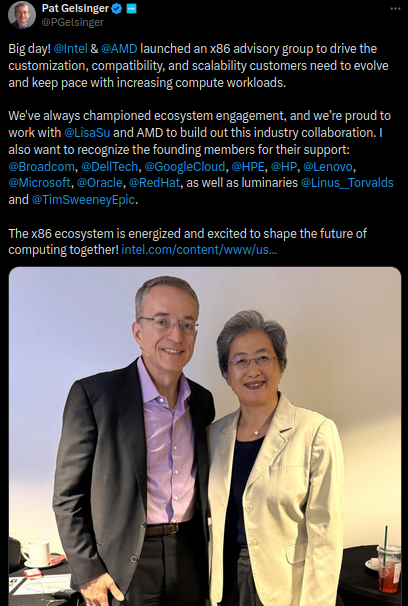 Pat Gelsinger
@PGelsinger
Big day! @Intel & @AMD launched an x86 advisory group to drive the
customization, compatibility, and scalability customers need to evolve
and keep pace with increasing compute workloads.
We've always championed ecosystem engagement, and we're proud to
work with @LisaSu and AMD to build out this industry collaboration. I
also want to recognize the founding members for their support:
@Broadcom, @DellTech, @GoogleCloud, @HPE, @HP, @Lenovo,
@Microsoft, @Oracle, @RedHat, as well as luminaries @Linus__Torvalds
and @TimSweeneyEpic.
The x86 ecosystem is energized and excited to shape the future of
computing together! intel.com/content/www/us...